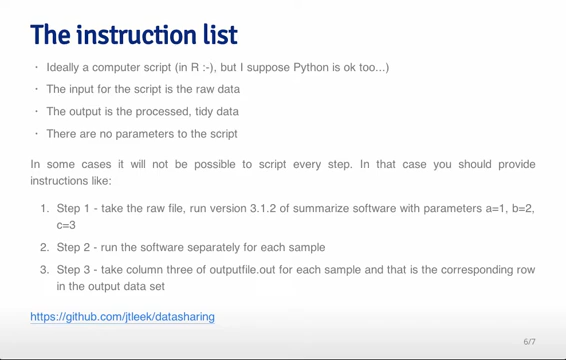 The instruction list
· Ideally a computer script (in R :-), but I suppose Python is ok too...)
· The input for the script is the raw data
· The output is the processed, tidy data
· There are no parameters to the script
In some cases it will not be possible to script every step. In that case you should provide
instructions like:
1. Step 1 - take the raw file, run version 3.1.2 of summarize software with parameters a=1, b=2,
c=3
2. Step 2 - run the software separately for each sample
3. Step 3 - take column three of outputfile.out for each sample and that is the corresponding row
in the output data set
https://github.com/jtleek/datasharing
6/7